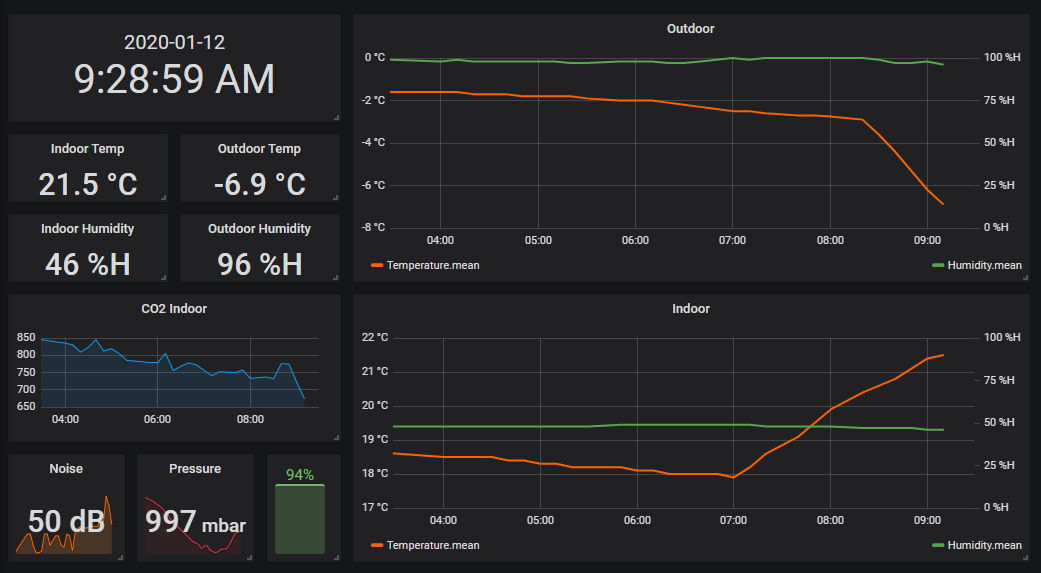 2020-01-12
9:28:59 AM
Indoor Temp
21.5 °C
Outdoor Temp
-6.9 °C
Indoor Humidity
46 %H
Outdoor Humidity
96 %H
CO2 Indoor
850
800
750
700
650
04:00 06:00 08:00
Noise
50 dB
Pressure
997 mbar
94%
Outdoor
0 °C 100 %H
-2 °C 75 %H
-4 °C 50 %H
-6 °C 25 %H
-8 °C 0 %H
04:00 05:00 06:00 07:00 08:00 09:00
Temperature.mean Humidity.mean
Indoor
22 °C 100 %H
21 °C
75 %H
20 °C
50 %H
19 °C
25 %H
18 °C
17 °C 0 %H
04:00 05:00 06:00 07:00 08:00 09:00
Temperature.mean Humidity.mean